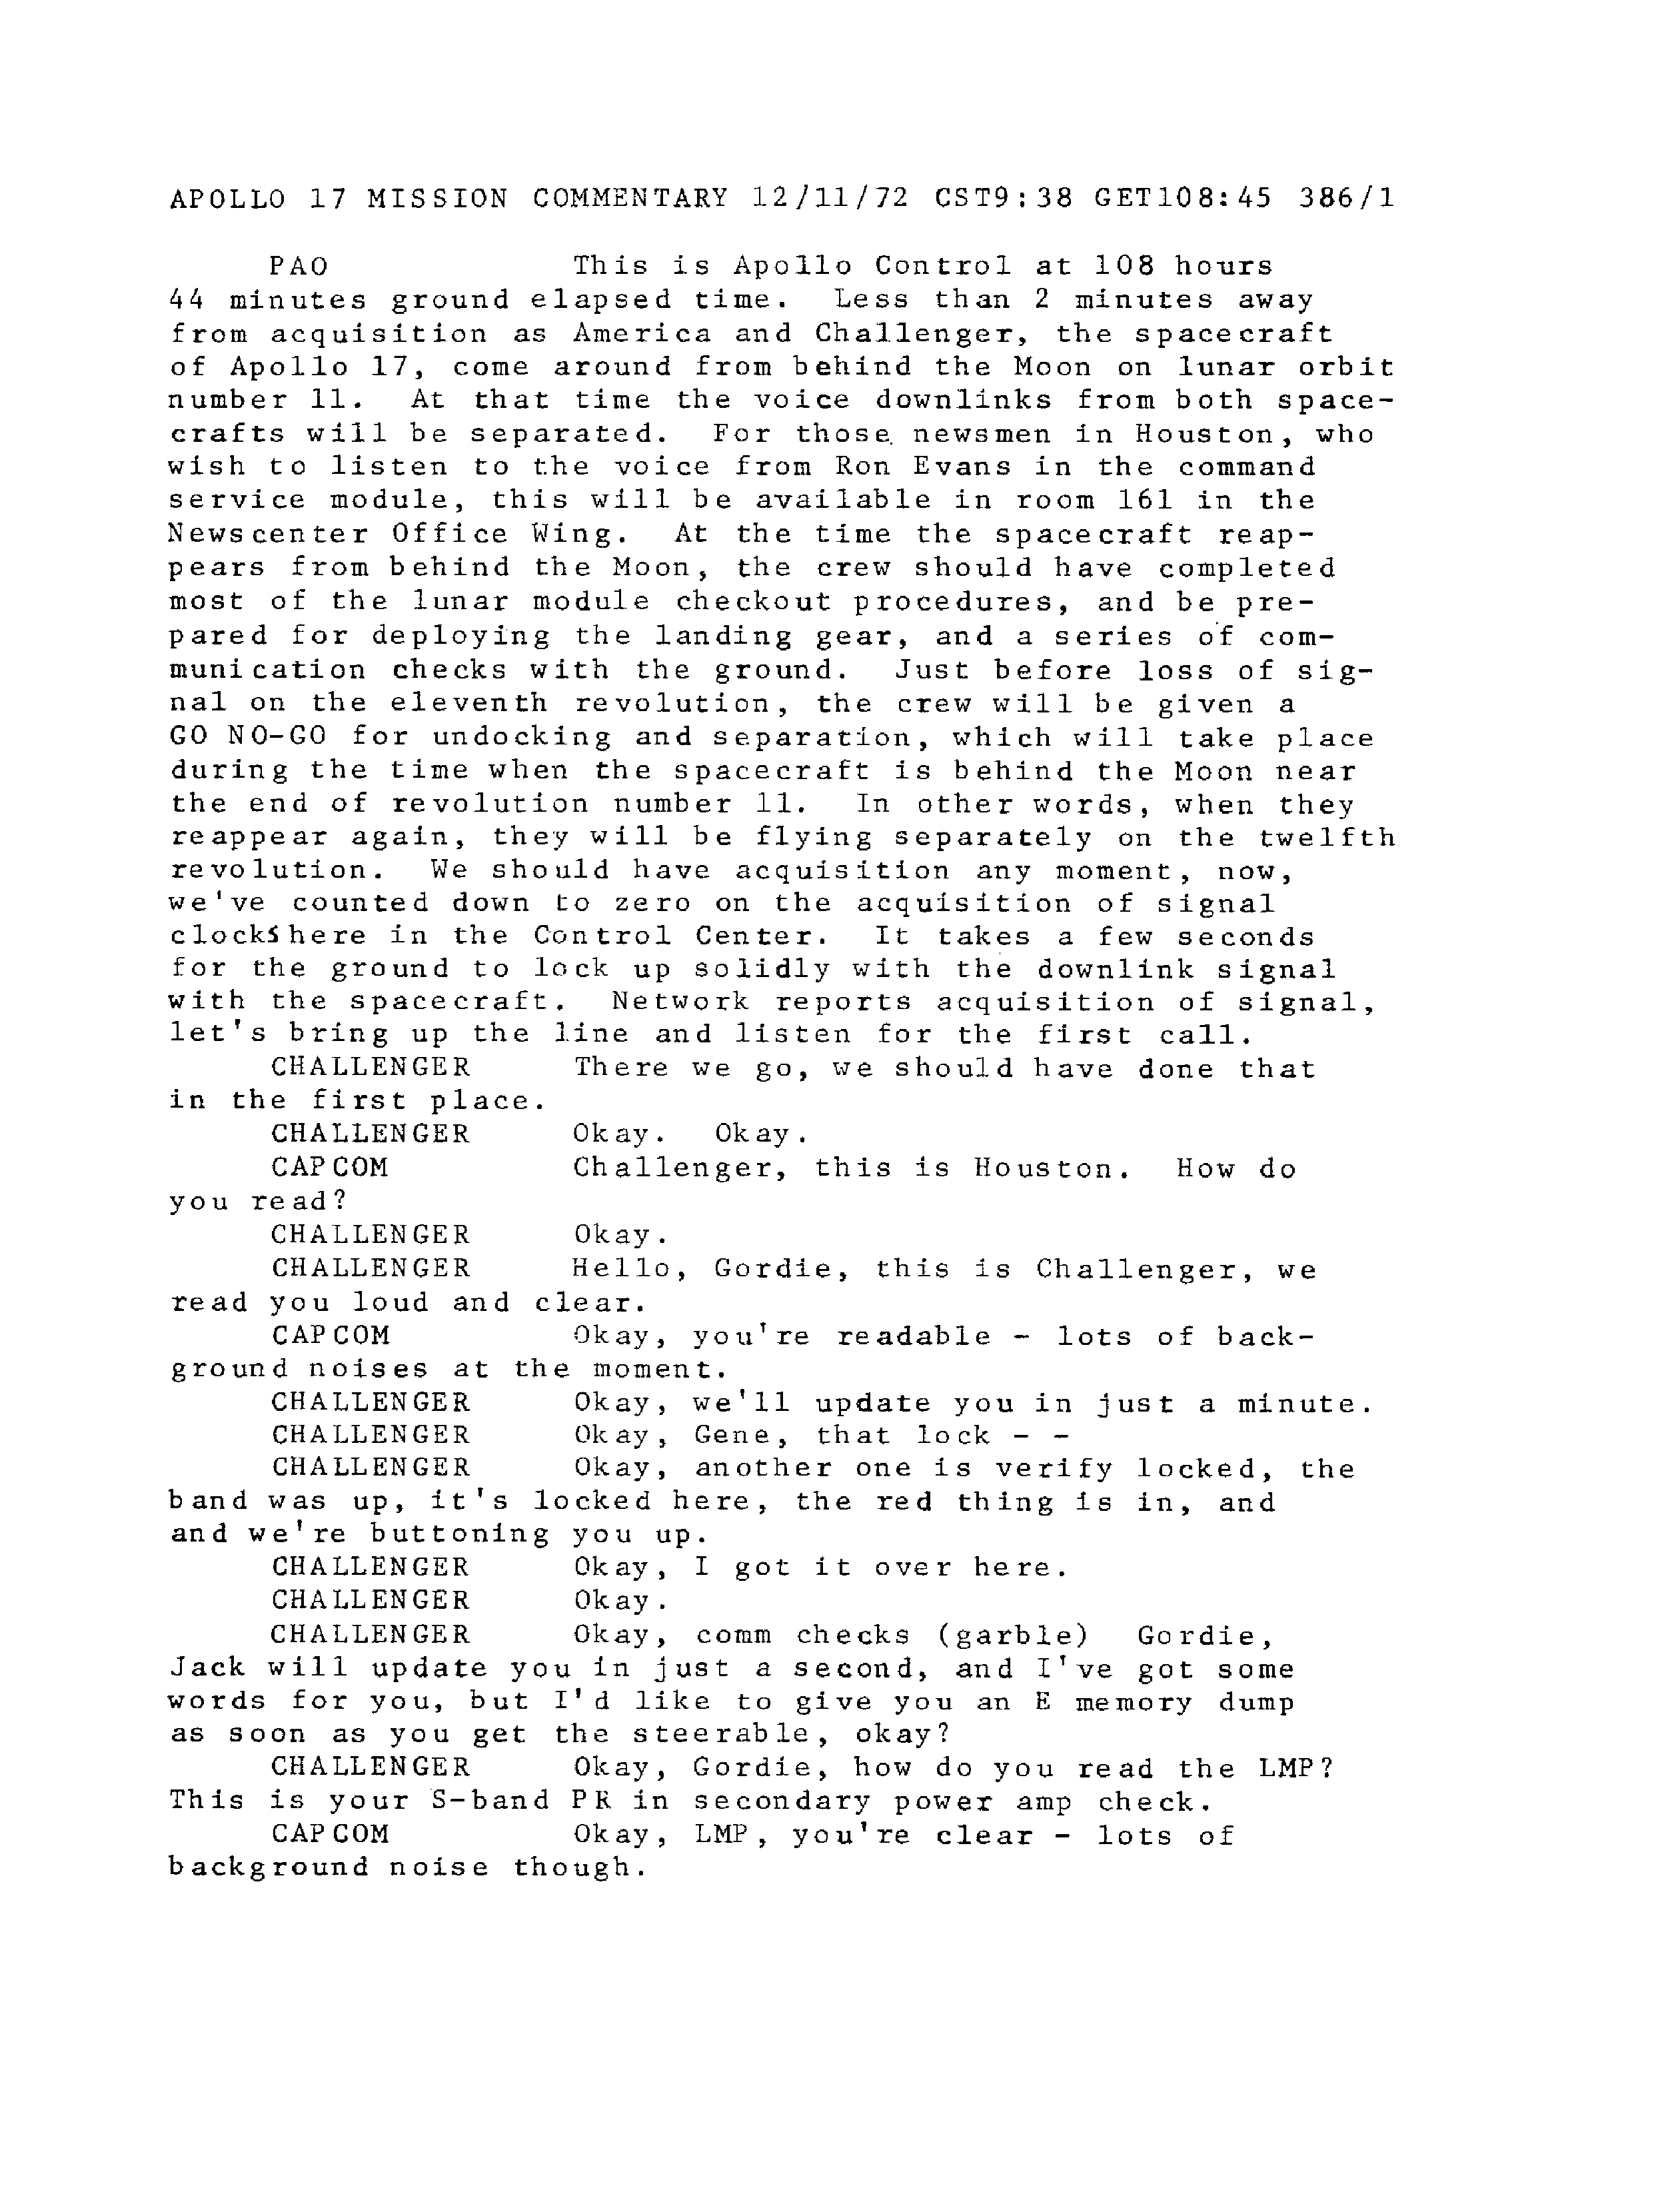 APOLLO 17 MISSION COMMENTARY 12/11/72 CST9:38 GET108:45 386/1
PAO This is Apollo Control at 108 hours
44 minutes ground elapsed time. Less than 2 minutes away
from acquisition as America and Challenger, the spacecraft
of Apollo 17, come around from behind the Moon on lunar orbit
number 11. At that time the voice downlinks from both space-
crafts will be separated. For those newsmen in Houston, who
wish to listen to the voice from Ron Evans in the command
service module, this will be available in room 161 in the
Newscenter Office Wing. At the time the spacecraft reap-
pears from behind the Moon, the crew should have completed
most of the lunar module checkout procedures, and be pre-
pared for deploying the landing gear, and a series of com-
munication checks with the ground. Just before loss of sig-
nal on the eleventh revolution, the crew will be given a
GO NO-GO for undocking and separation, which will take place
during the time when the spacecraft is behind the Moon near
the end of revolution number 11. In other words, when they
reappear again, they will be flying separately on the twelfth
revolution. We should have acquisition any moment, now,
we've counted down to zero on the acquisition of signal
clocks here in the Control Center. It takes a few seconds
for the ground to lock up solidly with the downlink signal
with the spacecraft. Network reports acquisition of signal,
let's bring up the line and listen for the first call.
CHALLENGER There we go, we should have done that
in the first place.
CHALLENGER Okay. Okay.
CAPCOM Challenger, this is Houston. How do
you read?
CHALLENGER Okay.
CHALLENGER Hello, Gordie, this is Challenger, we
read you loud and clear.
CAPCOM Okay, you're readable - lots of back-
ground noises at the moment.
CHALLENGER Okay, we'll update you in just a minute.
CHALLENGER Okay, Gene, that lock - -
CHALLENGER Okay, another one is verify locked, the
band was up, it's locked here, the red thing is in, and
and we're buttoning you up.
CHALLENGER Okay, I got it over here.
CHALLENGER Okay.
CHALLENGER Okay, comm checks (garble) Gordie,
Jack will update you in just a second, and I've got some
words for you, but I'd like to give you an E memory dump
as soon as you get the steerable, okay?
CHALLENGER Okay, Gordie, how do you read the LMP?
This is your S-band PR in secondary power amp check.
CAPCOM Okay, LMP, you're clear - lots of
background noise though.